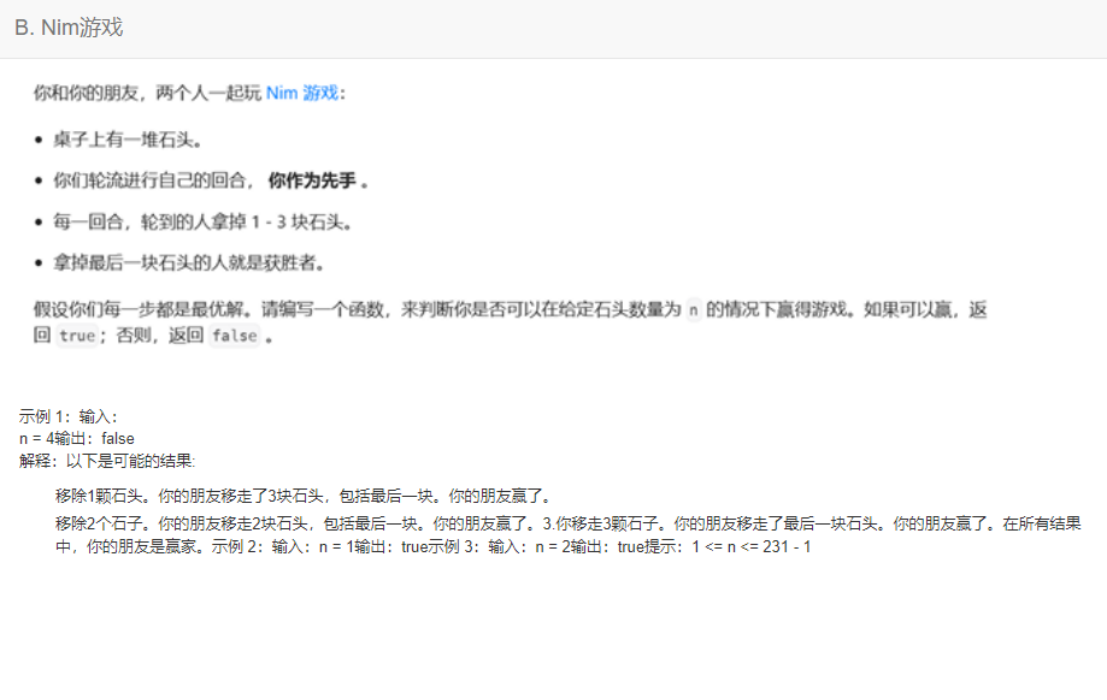 B. Nim游戏
你和你的朋友，两个人一起玩 Nim 游戏：
• 桌子上有一堆石头。
• 你们轮流进行自己的回合， 你作为先手 。
• 每一回合，轮到的人拿掉 1 - 3 块石头。
• 拿掉最后一块石头的人就是获胜者。
假设你们每一步都是最优解。请编写一个函数，来判断你是否可以在给定石头数量为 n 的情况下赢得游戏。如果可以赢，返
回 true；否则，返回 false 。
示例 1：输入：
n = 4输出：false
解释：以下是可能的结果:
移除1颗石头。你的朋友移走了3块石头，包括最后一块。你的朋友赢了。
移除2个石子。你的朋友移走2块石头，包括最后一块。你的朋友赢了。3.你移走3颗石子。你的朋友移走了最后一块石头。你的朋友赢了。在所有结果
中，你的朋友是赢家。示例 2：输入：n = 1输出：true示例 3：输入：n = 2输出：true提示：1 <= n <= 231 - 1